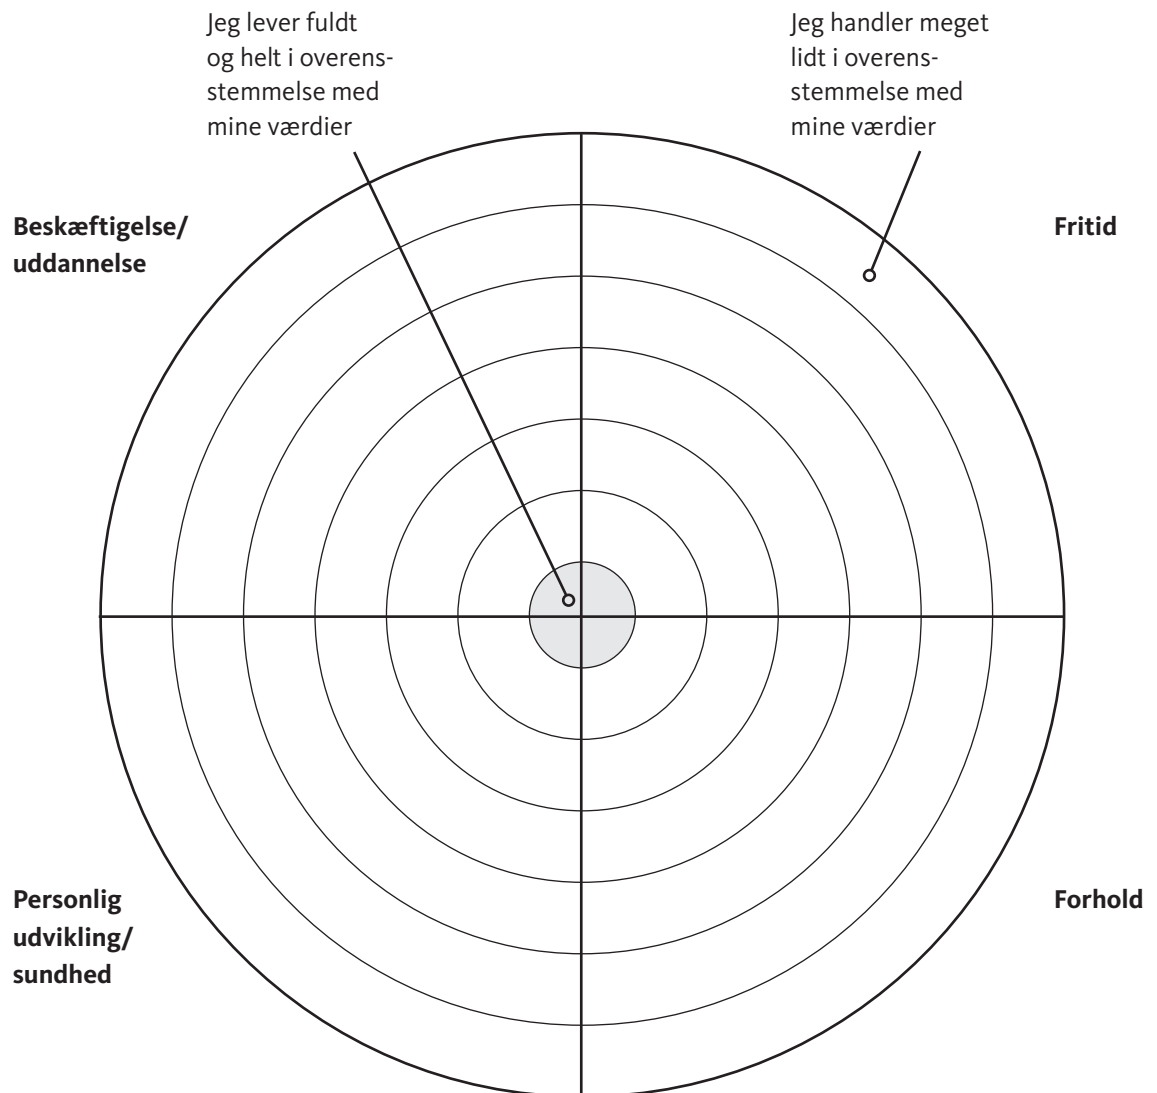 Jeg lever fuldt
og helt i overens-
stemmelse med
mine værdier
Jeg handler meget
lidt i overens-
stemmelse med
mine værdier
Beskæftigelse/
uddannelse
Fritid
Personlig
udvikling/
sundhed
Forhold